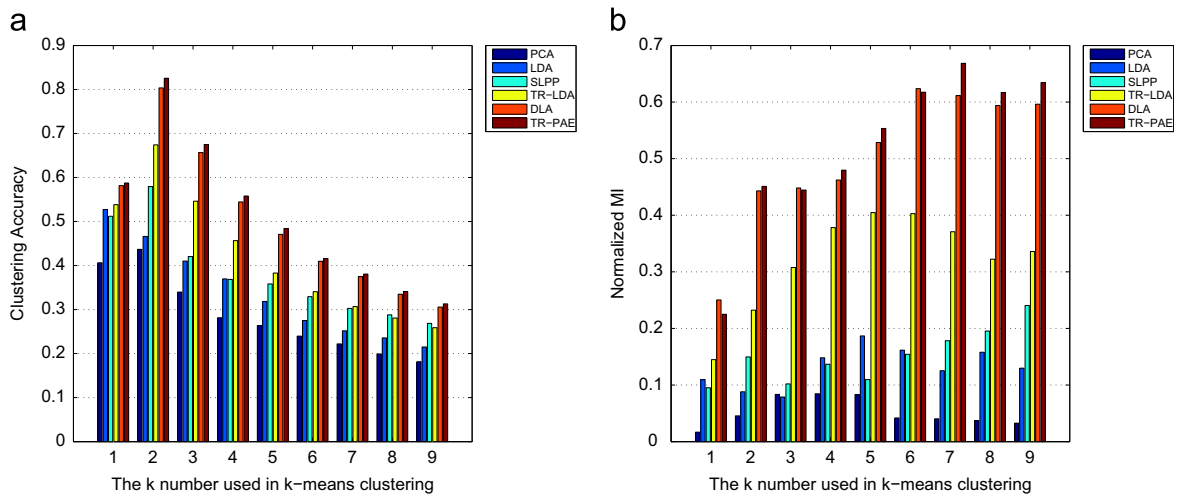 a
Clustering Accuracy
0.9
0.8
0.7
0.6
0.5
0.4
0.3
0.2
0.1
0
1 2 3 4 5 6 7 8 9
The k number used in k-means clustering
PCA
LDA
SLPP
TR-LDA
DLA
TR-PAE
b
Normalized MI
0.7
0.6
0.5
0.4
0.3
0.2
0.1
0
1 2 3 4 5 6 7 8 9
The k number used in k-means clustering
PCA
LDA
SLPP
TR-LDA
DLA
TR-PAE